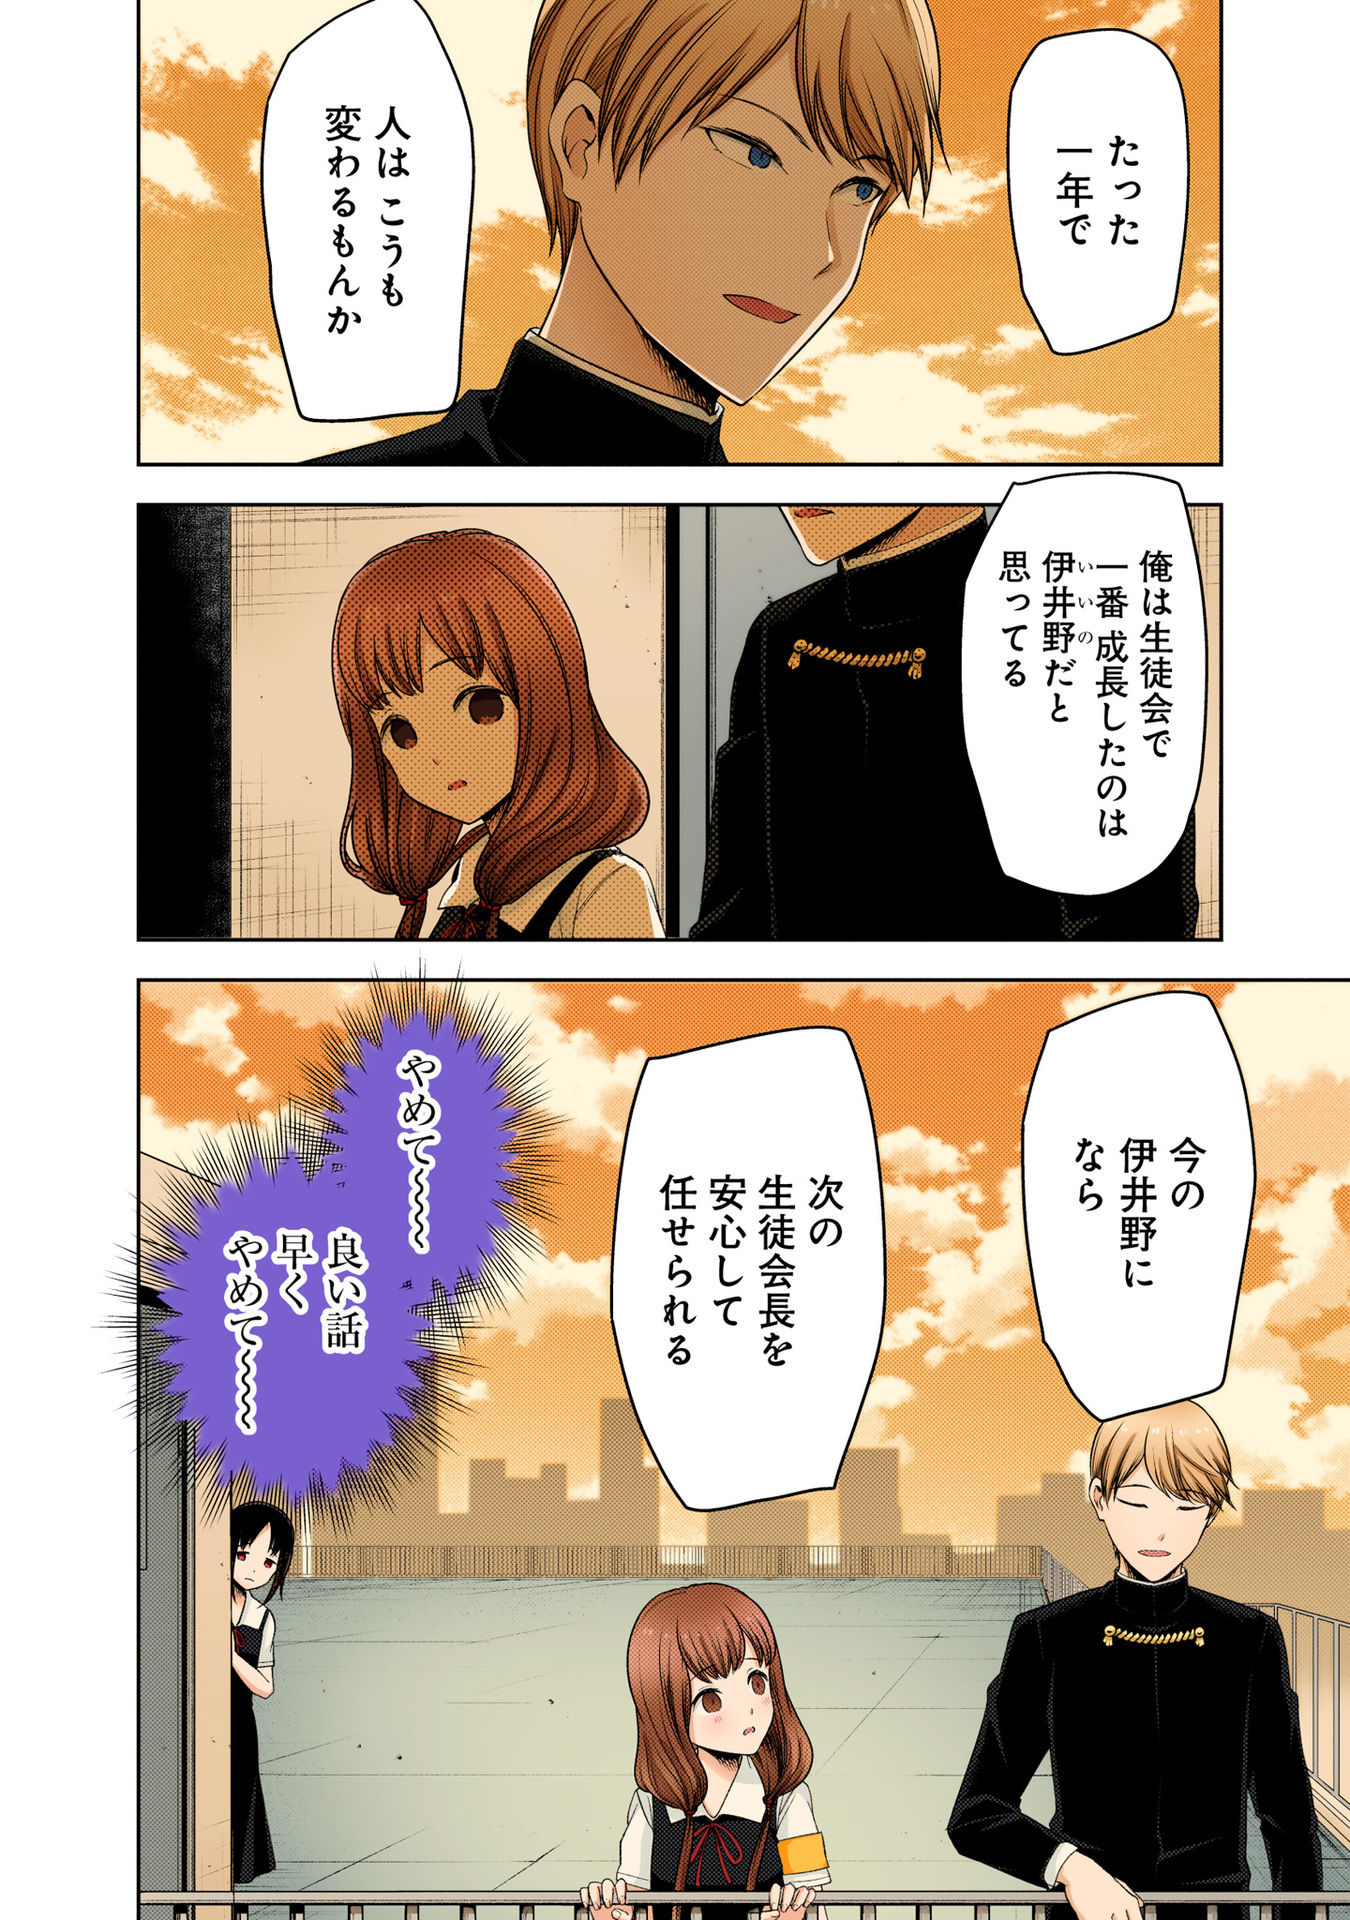 たった
一年で
人は こうも
変わるもんか
俺は生徒会で
一番成長したのは
伊井野だと
いいの
思ってる
今の
伊井野に
なら
次の
生徒会長を
安心して
任せられる
やめて〜〜〜
良い話
早く
やめて〜〜〜